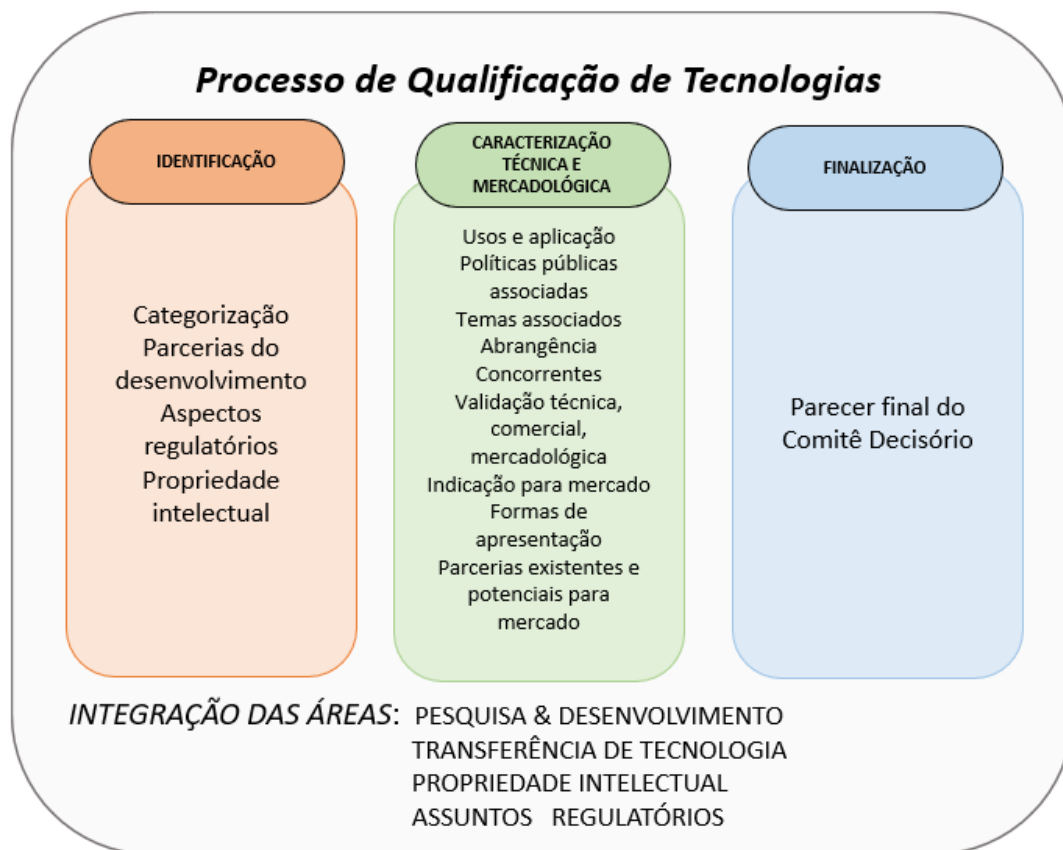 Processo de Qualificação de Tecnologias
IDENTIFICAÇÃO
Categorização
Parcerias do
desenvolvimento
Aspectos
regulatórios
Propriedade
intelectual
CARACTERIZAÇÃO
TÉCNICA E
MERCADOLÓGICA
Usos e aplicação
Políticas públicas
associadas
Temas associados
Abrangência
Concorrentes
Validação técnica,
comercial,
mercadológica
Indicação para mercado
Formas de
apresentação
Parcerias existentes e
potenciais para
mercado
FINALIZAÇÃO
Parecer final do
Comitê Decisório
INTEGRAÇÃO DAS ÁREAS: PESQUISA & DESENVOLVIMENTO
TRANSFERÊNCIA DE TECNOLOGIA
PROPRIEDADE INTELECTUAL
ASSUNTOS REGULATÓRIOS